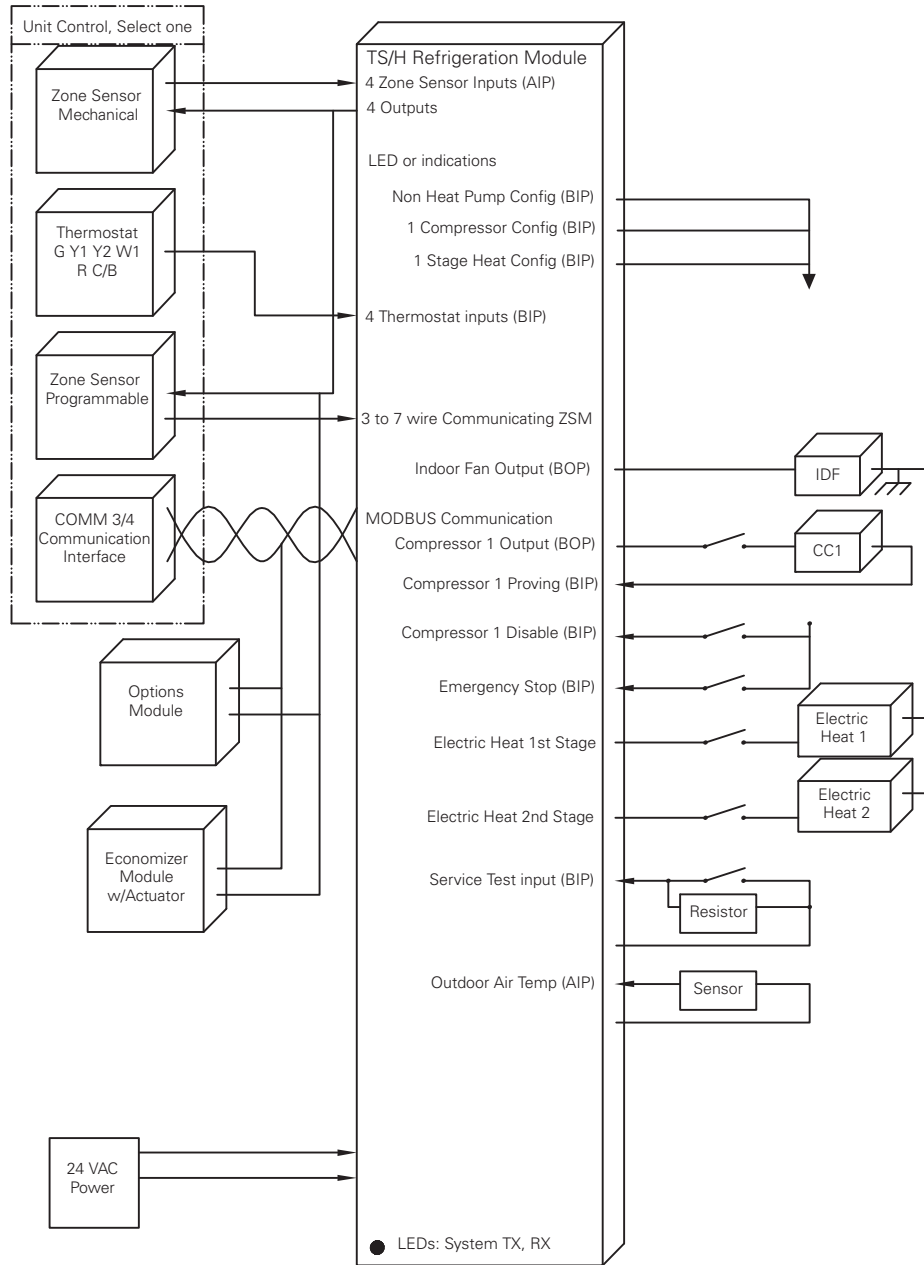 Unit Control, Select one
Zone Sensor
Mechanical
Thermostat
G Y1 Y2 W1
R C/B
Zone Sensor
Programmable
COMM 3/4
Communication
Interface
Options
Module
Economizer
Module
w/Actuator
24 VAC
Power
TS/H Refrigeration Module
4 Zone Sensor Inputs (AIP)
4 Outputs
LED or indications
Non Heat Pump Config (BIP)
1 Compressor Config (BIP)
1 Stage Heat Config (BIP)
4 Thermostat inputs (BIP)
3 to 7 wire Communicating ZSM
Indoor Fan Output (BOP)
MODBUS Communication
Compressor 1 Output (BOP)
Compressor 1 Proving (BIP)
Compressor 1 Disable (BIP)
Emergency Stop (BIP)
Electric Heat 1st Stage
Electric Heat 2nd Stage
Service Test input (BIP)
Outdoor Air Temp (AIP)
LEDs: System TX, RX
IDF
CC1
Electric
Heat 1
Electric
Heat 2
Resistor
Sensor